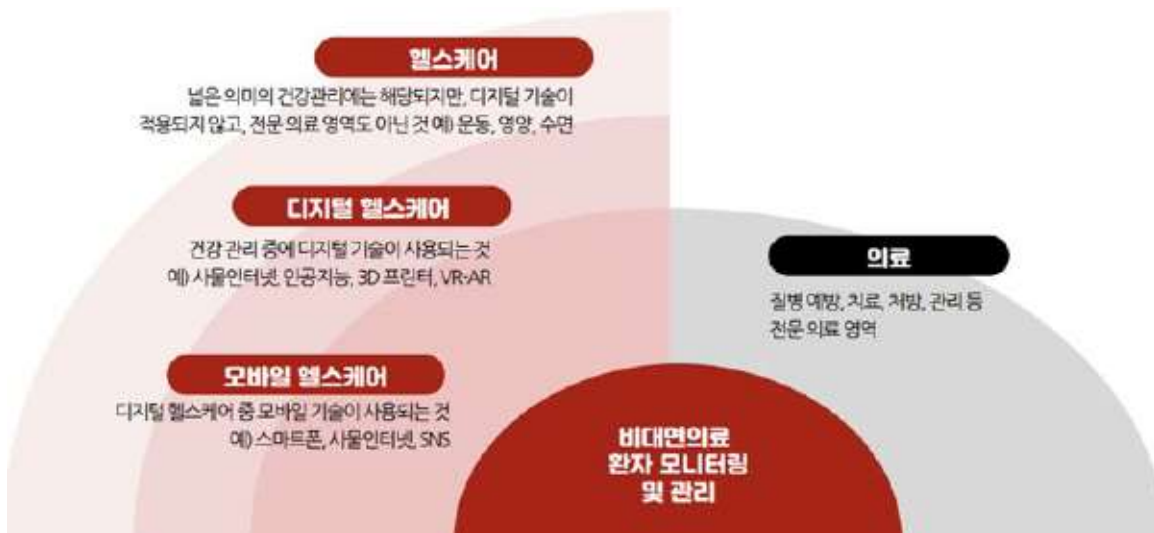 헬스케어
넓은 의미의 건강관리에는 해당되지만, 디지털 기술이
적용되지 않고, 전문 의료 영역도 아닌 것 예) 운동, 영양, 수면
디지털 헬스케어
건강 관리 중에 디지털 기술이 사용되는 것
예) 사물인터넷, 인공지능, 3D 프린터, VR·AR
모바일 헬스케어
디지털 헬스케어 중 모바일 기술이 사용되는 것
예) 스마트폰, 사물인터넷, SNS
의료
질병 예방, 치료, 처방, 관리 등
전문 의료 영역
비대면의료
환자 모니터링
및 관리